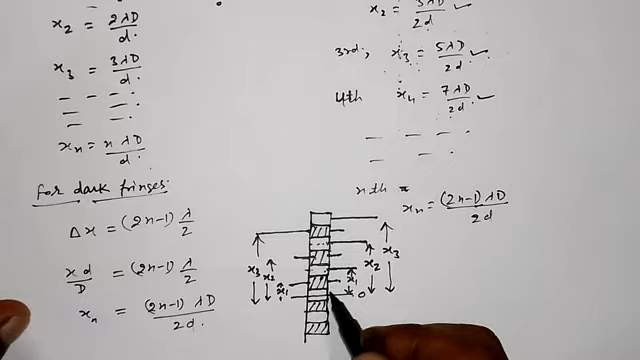 x₂ = 2λD/d.
x₃ = 3λD/d.
xₙ = nλD/d.
for dark fringes:
Δx = (2n-1) λ/2
xd/D = (2n-1) λ/2
xₙ = (2n-1) λD/2d.
x₂ = 3λD/2d ✓
3rd, x₃ = 5λD/2d ✓
4th x₄ = 7λD/2d ✓
nth = xₙ = (2n-1) λD/2d
x₃ x₂ x₁ x₁ x₂ x₃
O